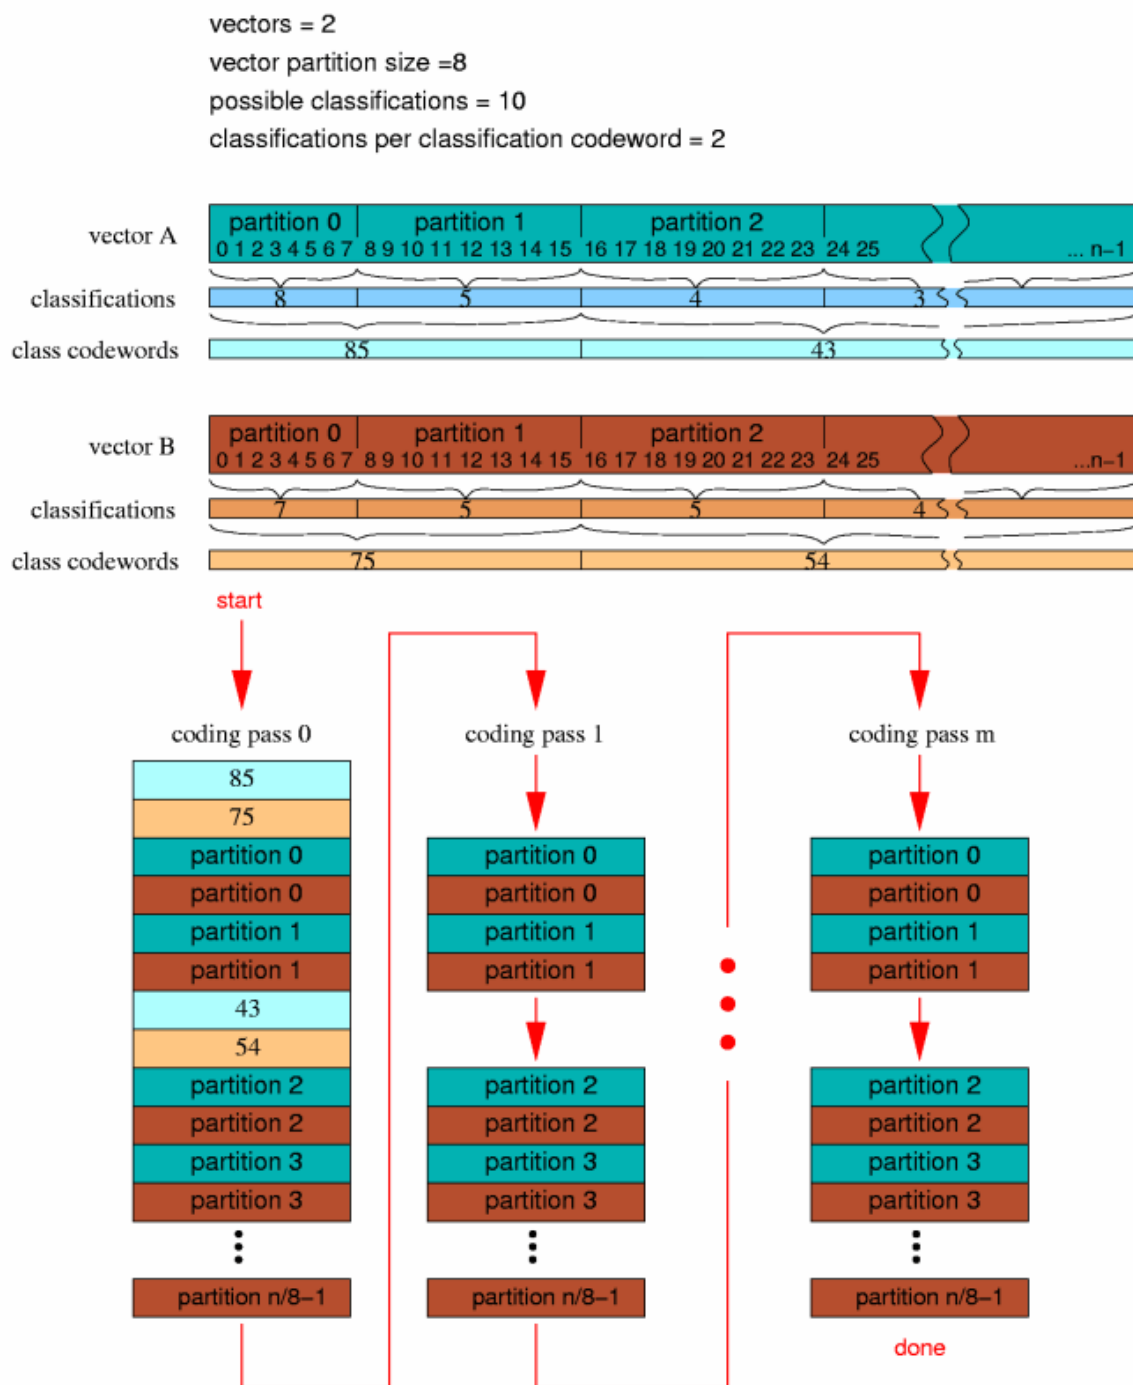 vectors = 2
vector partition size =8
possible classifications = 10
classifications per classification codeword = 2
vector A
partition 0 partition 1 partition 2
0 1 2 3 4 5 6 7 8 9 10 11 12 13 14 15 16 17 18 19 20 21 22 23 24 25 ... n−1
classifications 8 5 4 3
class codewords 85 43
vector B
partition 0 partition 1 partition 2
0 1 2 3 4 5 6 7 8 9 10 11 12 13 14 15 16 17 18 19 20 21 22 23 24 25 ...n−1
classifications 7 5 5 4
class codewords 75 54
start
coding pass 0
85
75
partition 0
partition 0
partition 1
partition 1
43
54
partition 2
partition 2
partition 3
partition 3
partition n/8−1
coding pass 1
partition 0
partition 0
partition 1
partition 1
partition 2
partition 2
partition 3
partition 3
partition n/8−1
coding pass m
partition 0
partition 0
partition 1
partition 1
partition 2
partition 2
partition 3
partition 3
partition n/8−1
done